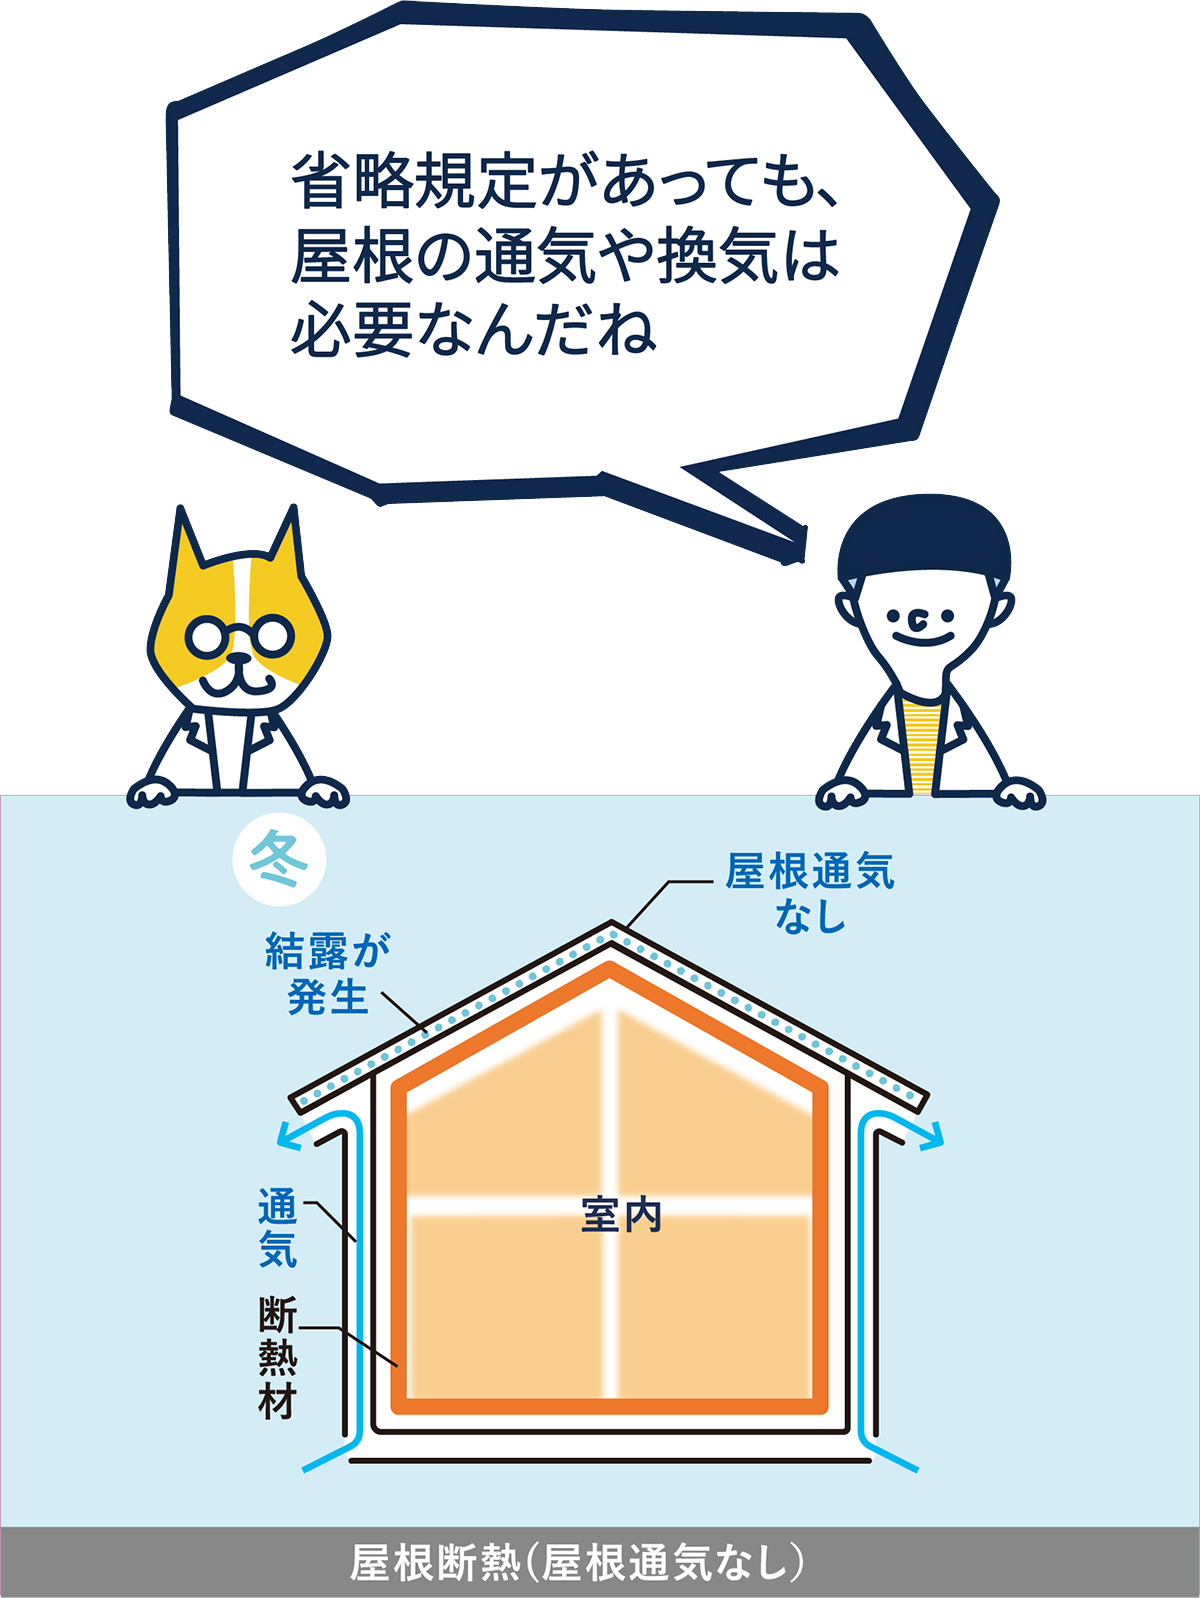 省略規定があっても、
屋根の通気や換気は
必要なんだね
冬
屋根通気
なし
結露が
発生
室内
通気
断熱材
屋根断熱(屋根通気なし)